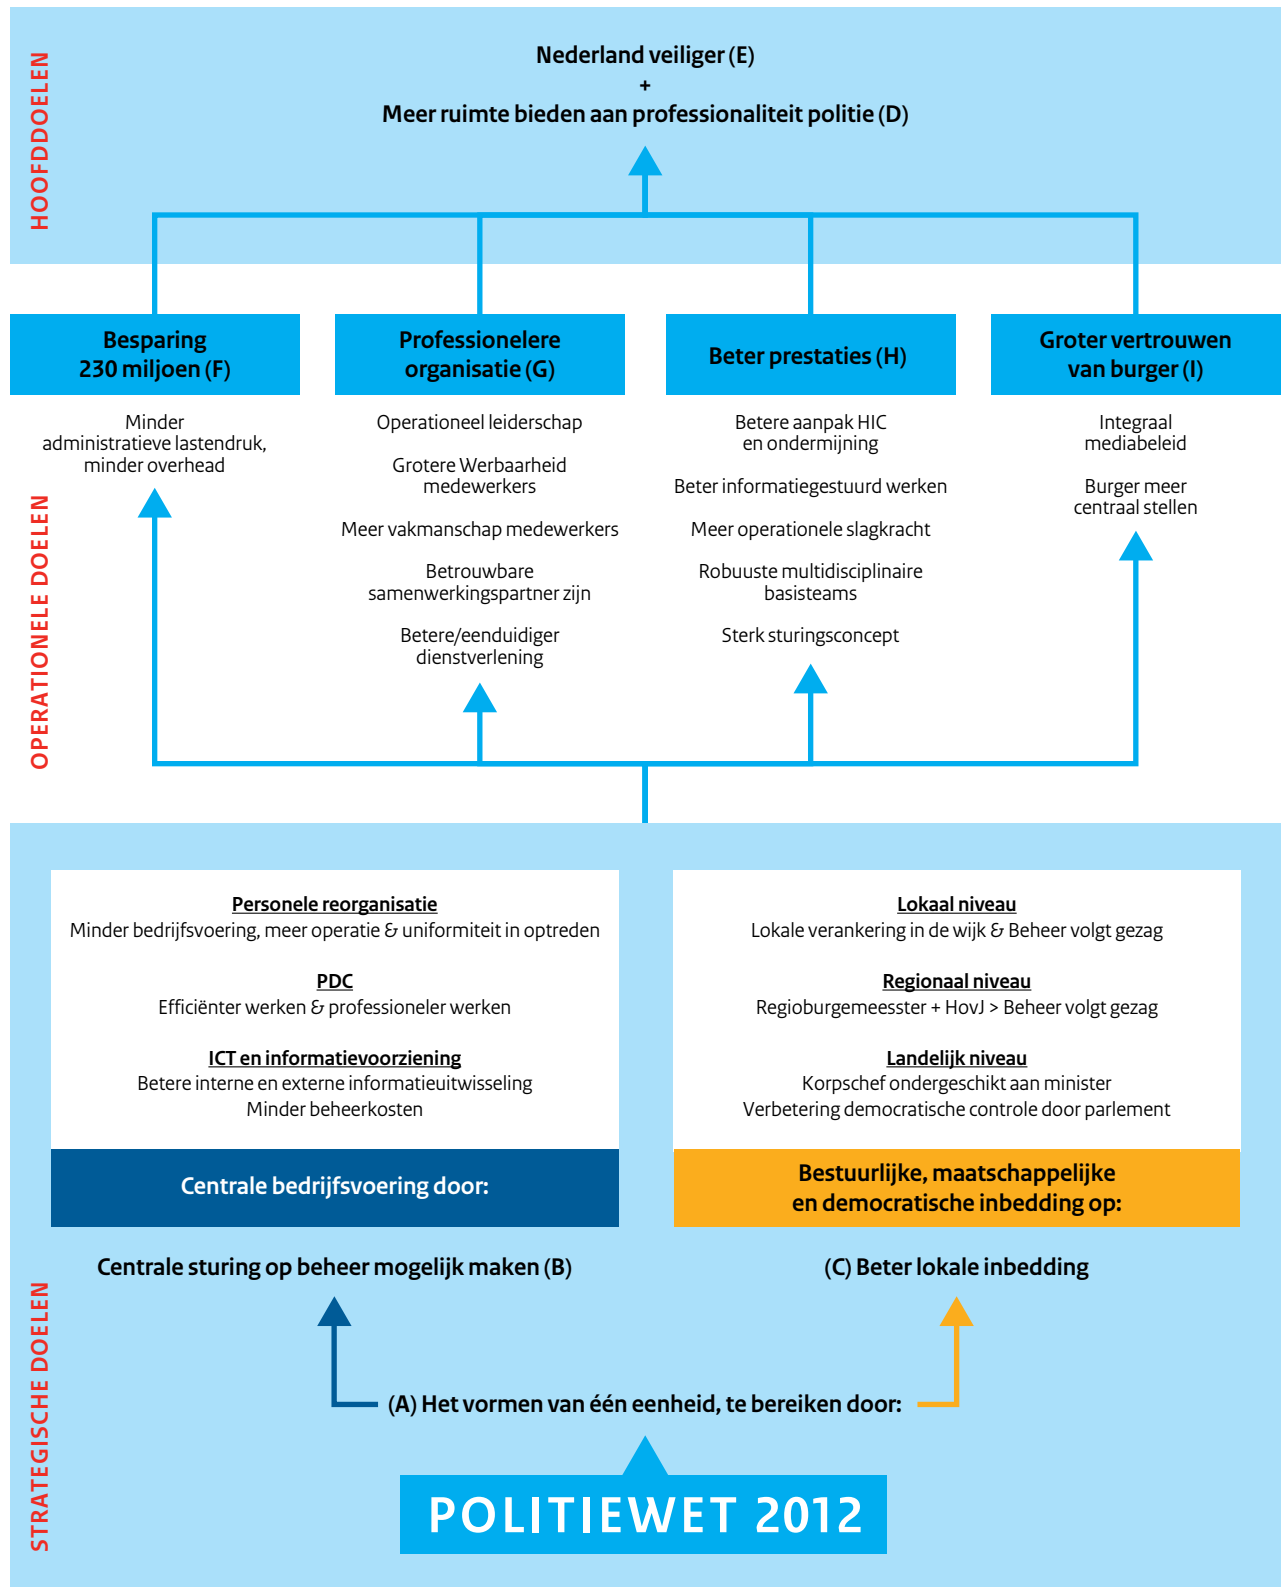 HOOFDDOELEN
Nederland veiliger (E)
+
Meer ruimte bieden aan professionaliteit politie (D)
OPERATIONELE DOELEN
Besparing
230 miljoen (F)
Minder
administratieve lastendruk,
minder overhead
Professionelere
organisatie (G)
Operationeel leiderschap
Grotere Werbaarheid
medewerkers
Meer vakmanschap medewerkers
Betrouwbare
samenwerkingspartner zijn
Betere/eenduidiger
dienstverlening
Beter prestaties (H)
Betere aanpak HIC
en ondermijning
Beter informatiegestuurd werken
Meer operationele slagkracht
Robuuste multidisciplinaire
basisteams
Sterk sturingsconcept
Groter vertrouwen
van burger (I)
Integraal
mediabeleid
Burger meer
centraal stellen
STRATEGISCHE DOELEN
Personele reorganisatie
Minder bedrijfsvoering, meer operatie & uniformiteit in optreden
PDC
Efficiënter werken & professioneler werken
ICT en informatievoorziening
Betere interne en externe informatieuitwisseling
Minder beheerkosten
Centrale bedrijfsvoering door:
Centrale sturing op beheer mogelijk maken (B)
Lokaal niveau
Lokale verankering in de wijk & Beheer volgt gezag
Regionaal niveau
Regioburgemeesster + HovJ > Beheer volgt gezag
Landelijk niveau
Korpschef ondergeschikt aan minister
Verbetering democratische controle door parlement
Bestuurlijke, maatschappelijke
en democratische inbedding op:
(C) Beter lokale inbedding
(A) Het vormen van één eenheid, te bereiken door:
POLITIEWET 2012